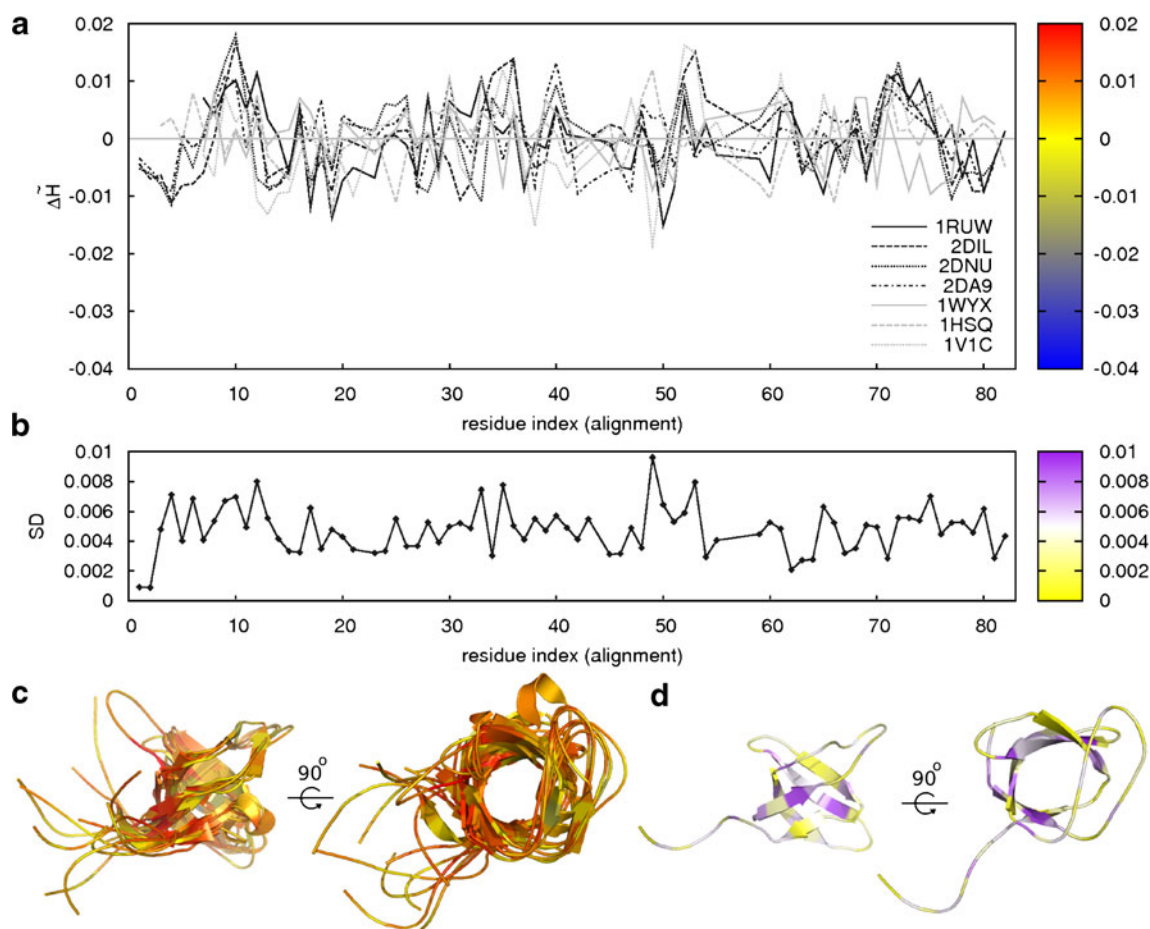 a
0.02
0.01
0
-0.01
-0.02
-0.03
-0.04
ΔH̃
1RUW
2DIL
2DNU
2DA9
1WYX
1HSQ
1V1C
0 10 20 30 40 50 60 70 80
residue index (alignment)
0.02
0.01
0
-0.01
-0.02
-0.03
-0.04
b
0.01
0.008
0.006
0.004
0.002
0
SD
0 10 20 30 40 50 60 70 80
residue index (alignment)
0.01
0.008
0.006
0.004
0.002
0
c
90°
d
90°